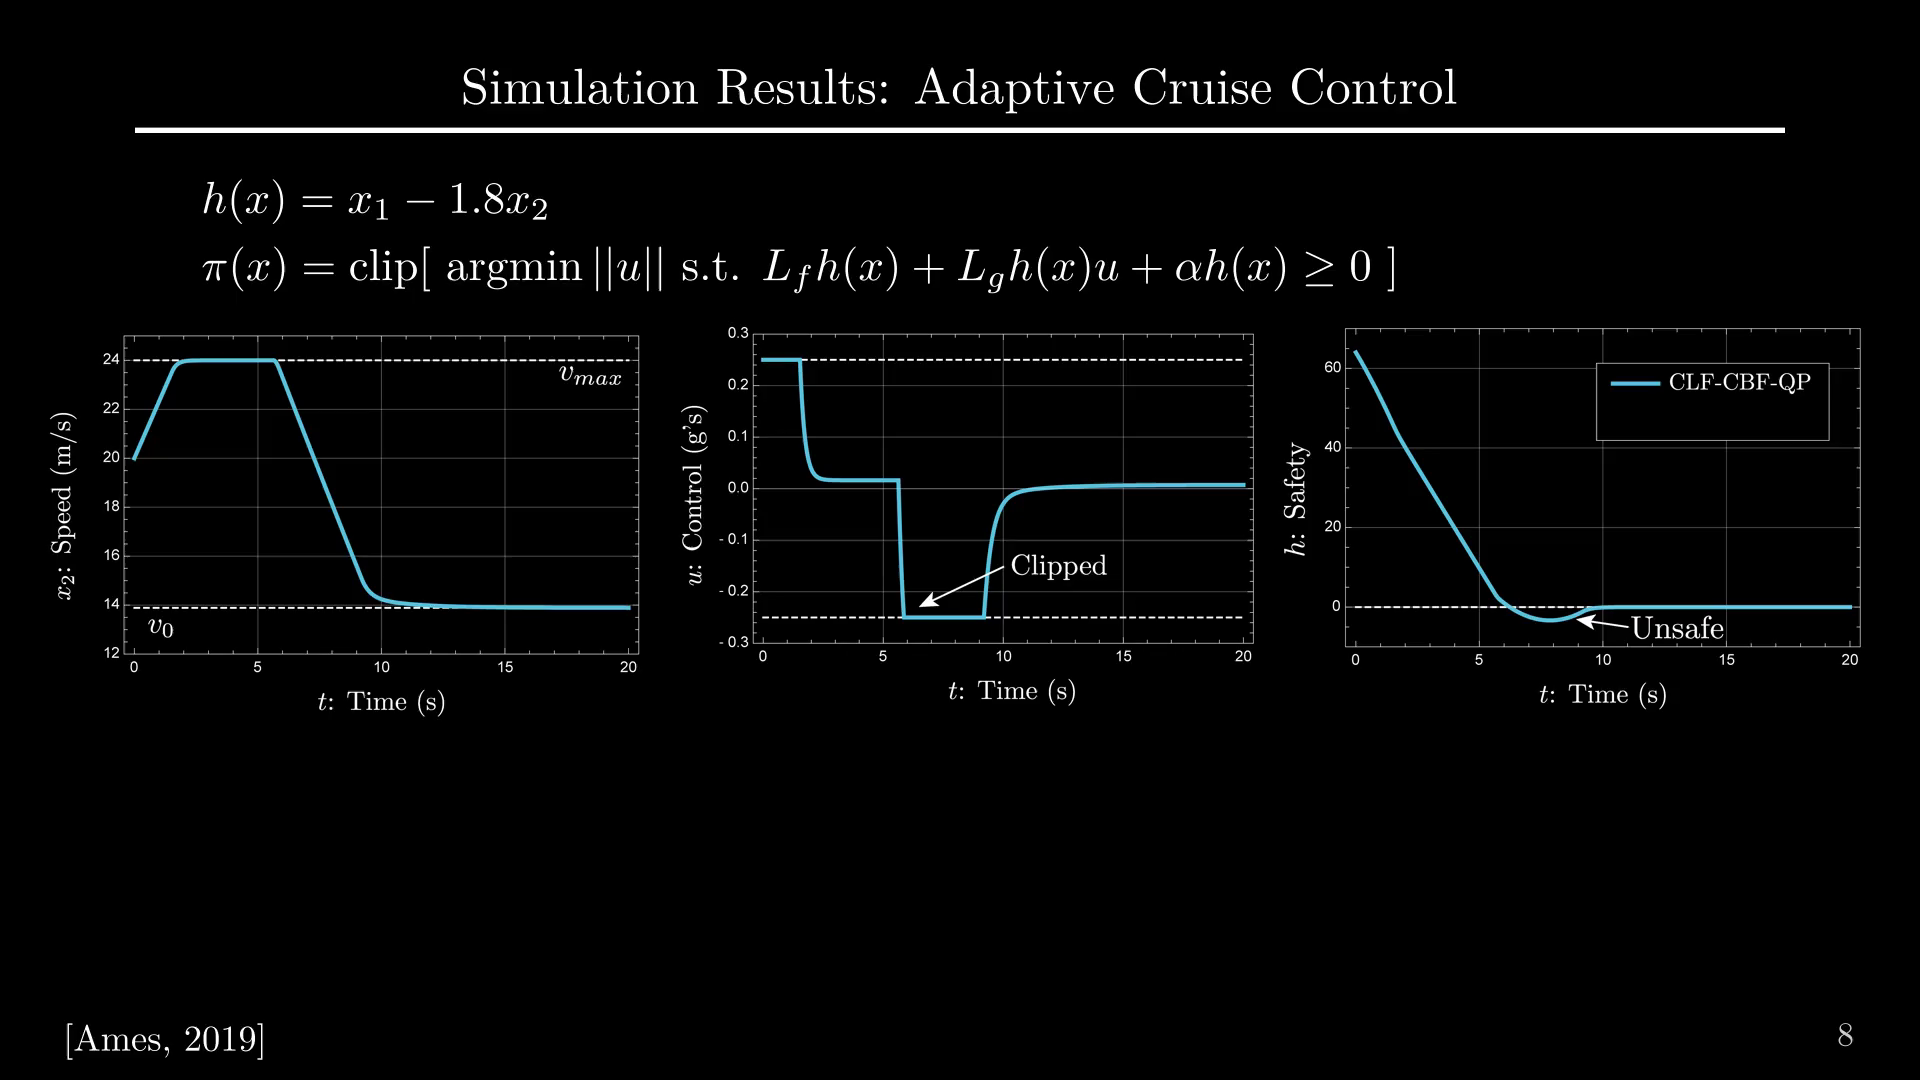 Simulation Results: Adaptive Cruise Control
h(x) = x₁ − 1.8x₂
π(x) = clip[ argmin ||u|| s.t. L_f h(x) + L_g h(x)u + αh(x) ≥ 0 ]
x₂: Speed (m/s)
24
22
20
18
16
14
12
v_max
v₀
0 5 10 15 20
t: Time (s)
u: Control (g's)
0.3
0.2
0.1
0.0
-0.1
-0.2
-0.3
Clipped
0 5 10 15 20
t: Time (s)
h: Safety
60
40
20
0
CLF-CBF-QP
Unsafe
0 5 10 15 20
t: Time (s)
[Ames, 2019]
8